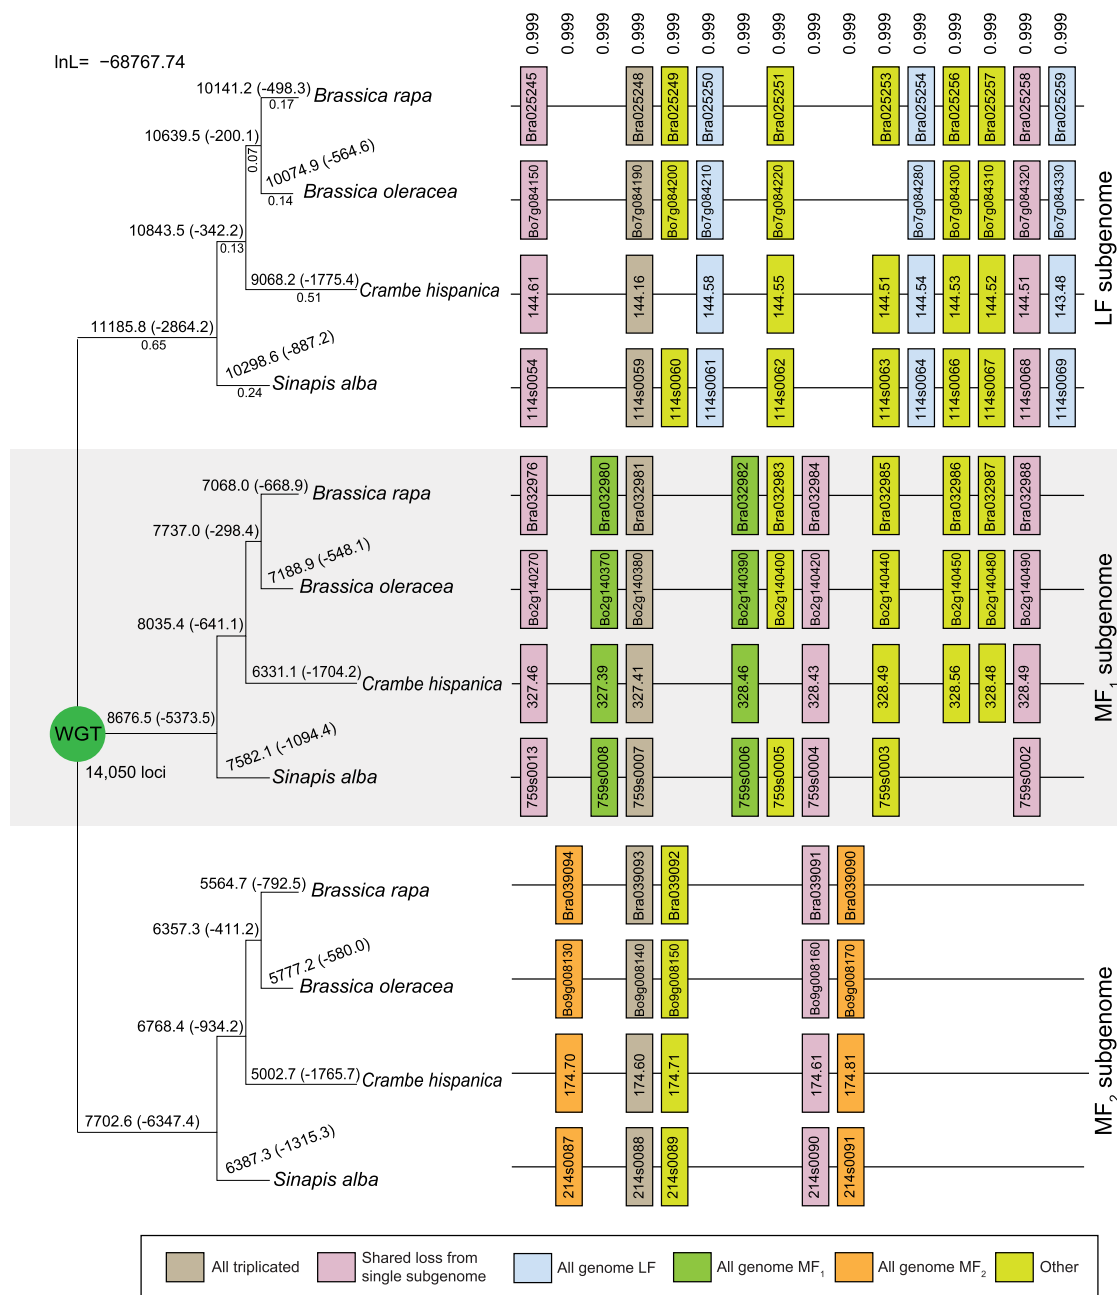 0.999 0.999 0.999 0.999 0.999 0.999 0.999 0.999 0.999 0.999 0.999 0.999 0.999 0.999 0.999 0.999
lnL= −68767.74
10141.2 (-498.3)
0.17
Brassica rapa
10639.5 (-200.1)
0.07
10074.9 (-564.6)
Brassica oleracea
0.14
10843.5 (-342.2)
0.13
9068.2 (-1775.4)
0.51
Crambe hispanica
11185.8 (-2864.2)
0.65
10298.6 (-887.2)
0.24
Sinapis alba
Bra025245 Bra025248 Bra025249 Bra025250 Bra025251 Bra025253 Bra025254 Bra025256 Bra025257 Bra025258 Bra025259
Bo7g084150 Bo7g084190 Bo7g084200 Bo7g084210 Bo7g084220 Bo7g084280 Bo7g084300 Bo7g084310 Bo7g084320 Bo7g084330
144.61 144.16 144.58 144.55 144.51 144.54 144.53 144.52 144.51 143.48
114s0054 114s0059 114s0060 114s0061 114s0062 114s0063 114s0064 114s0066 114s0067 114s0068 114s0069
LF subgenome
7068.0 (-668.9)
Brassica rapa
7737.0 (-298.4)
7188.9 (-548.1)
Brassica oleracea
8035.4 (-641.1)
6331.1 (-1704.2)
Crambe hispanica
8676.5 (-5373.5)
WGT
14,050 loci
7582.1 (-1094.4)
Sinapis alba
Bra032976 Bra032980 Bra032981 Bra032982 Bra032983 Bra032984 Bra032985 Bra032986 Bra032987 Bra032988
Bo2g140270 Bo2g140370 Bo2g140380 Bo2g140390 Bo2g140400 Bo2g140420 Bo2g140440 Bo2g140450 Bo2g140480 Bo2g140490
327.46 327.39 327.41 328.46 328.43 328.49 328.56 328.48 328.49
759s0013 759s0008 759s0007 759s0006 759s0005 759s0004 759s0003 759s0002
MF1 subgenome
5564.7 (-792.5)
Brassica rapa
6357.3 (-411.2)
5777.2 (-580.0)
Brassica oleracea
6768.4 (-934.2)
5002.7 (-1765.7)
Crambe hispanica
7702.6 (-6347.4)
6387.3 (-1315.3)
Sinapis alba
Bra039094 Bra039093 Bra039092 Bra039091 Bra039090
Bo9g008130 Bo9g008140 Bo9g008150 Bo9g008160 Bo9g008170
174.70 174.60 174.71 174.61 174.81
214s0087 214s0088 214s0089 214s0090 214s0091
MF2 subgenome
All triplicated
Shared loss from
single subgenome
All genome LF
All genome MF1
All genome MF2
Other